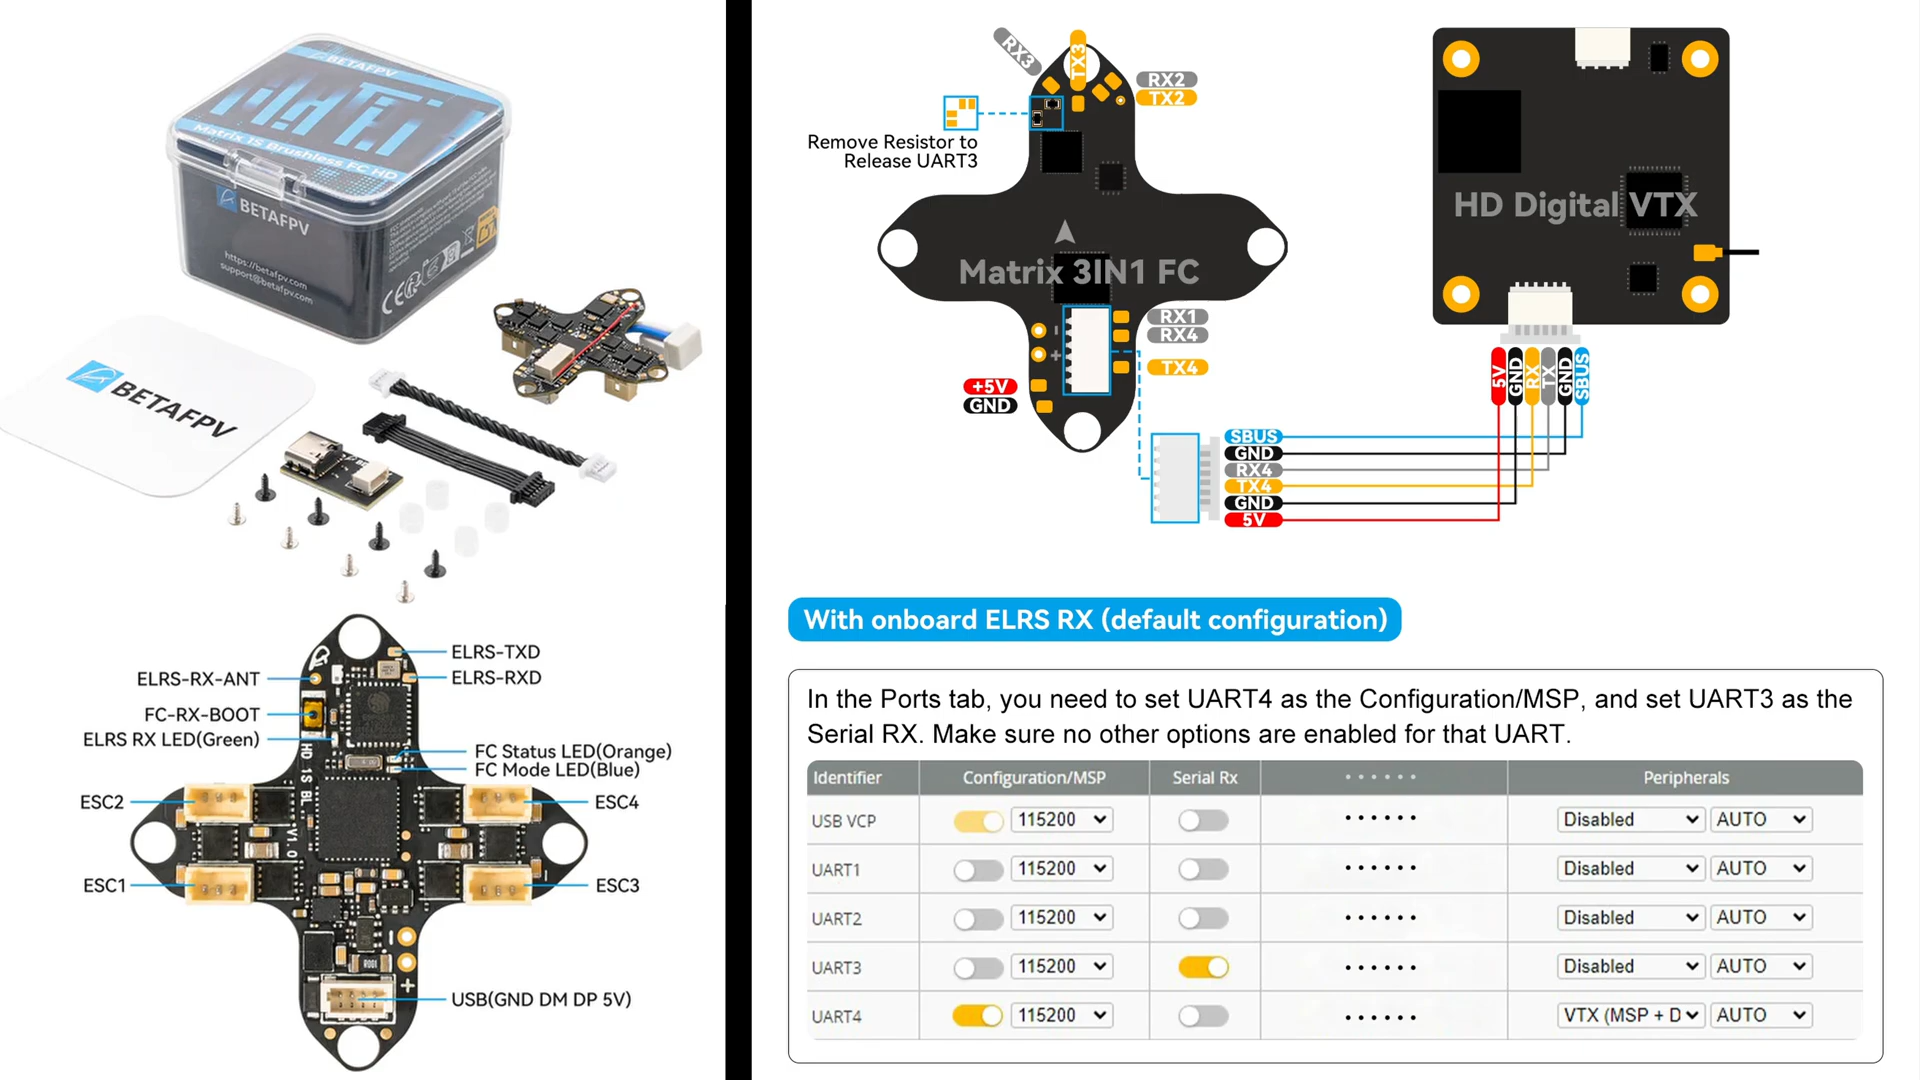 BETAFPV
Matrix 1S Brushless FC HD
BETAFPV
https://betafpv.com
support@betafpv.com
BETAFPV
ELRS-TXD
ELRS-RX-ANT
ELRS-RXD
FC-RX-BOOT
ELRS RX LED(Green)
FC Status LED(Orange)
FC Mode LED(Blue)
HD 1S BL
V1.0
ESC2
ESC4
ESC1
ESC3
R001
USB(GND DM DP 5V)
RX3
TX3
RX2
TX2
Remove Resistor to
Release UART3
Matrix 3IN1 FC
RX1
RX4
TX4
-
+
+5V
GND
HD Digital VTX
5V GND RX TX GND SBUS
SBUS
GND
RX4
TX4
GND
5V
With onboard ELRS RX (default configuration)
In the Ports tab, you need to set UART4 as the Configuration/MSP, and set UART3 as the
Serial RX. Make sure no other options are enabled for that UART.
Identifier Configuration/MSP Serial Rx ...... Peripherals
USB VCP 115200 ...... Disabled AUTO
UART1 115200 ...... Disabled AUTO
UART2 115200 ...... Disabled AUTO
UART3 115200 ...... Disabled AUTO
UART4 115200 ...... VTX (MSP + D AUTO